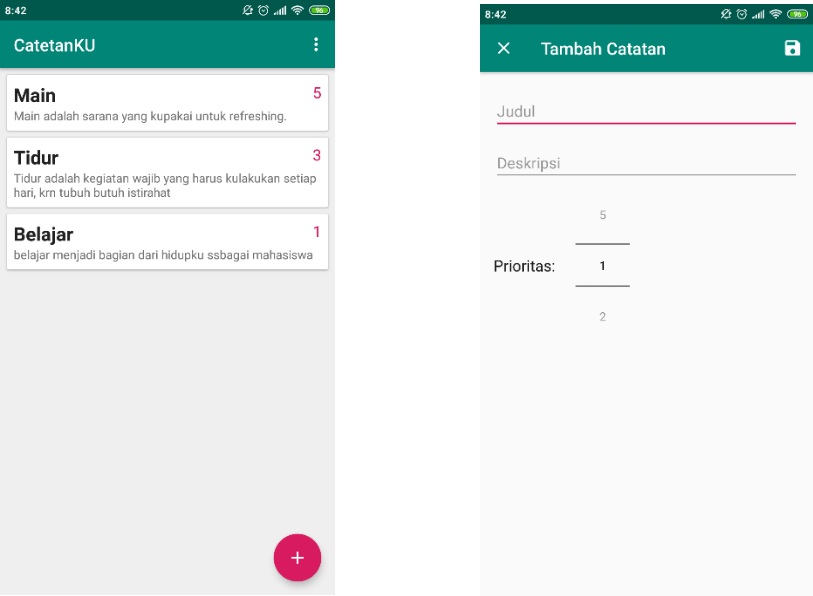 8:42
96
CatetanKU
Main
5
Main adalah sarana yang kupakai untuk refreshing.
Tidur
3
Tidur adalah kegiatan wajib yang harus kulakukan setiap
hari, krn tubuh butuh istirahat
Belajar
1
belajar menjadi bagian dari hidupku ssbagai mahasiswa
+
8:42
96
Tambah Catatan
Judul
Deskripsi
5
Prioritas: 1
2